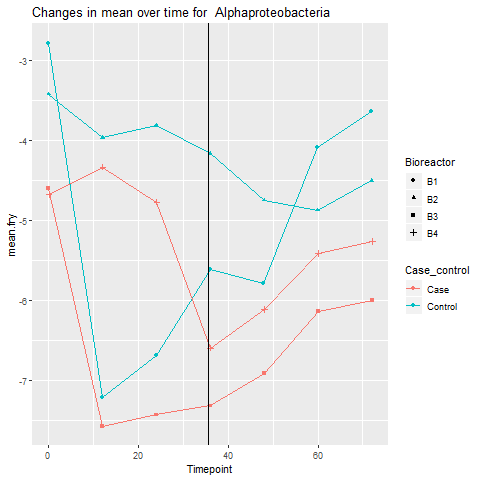 Changes in mean over time for  Alphaproteobacteria
mean.fry
-3
-4
-5
-6
-7
0
20
40
60
Timepoint
Bioreactor
B1
B2
B3
B4
Case_control
Case
Control